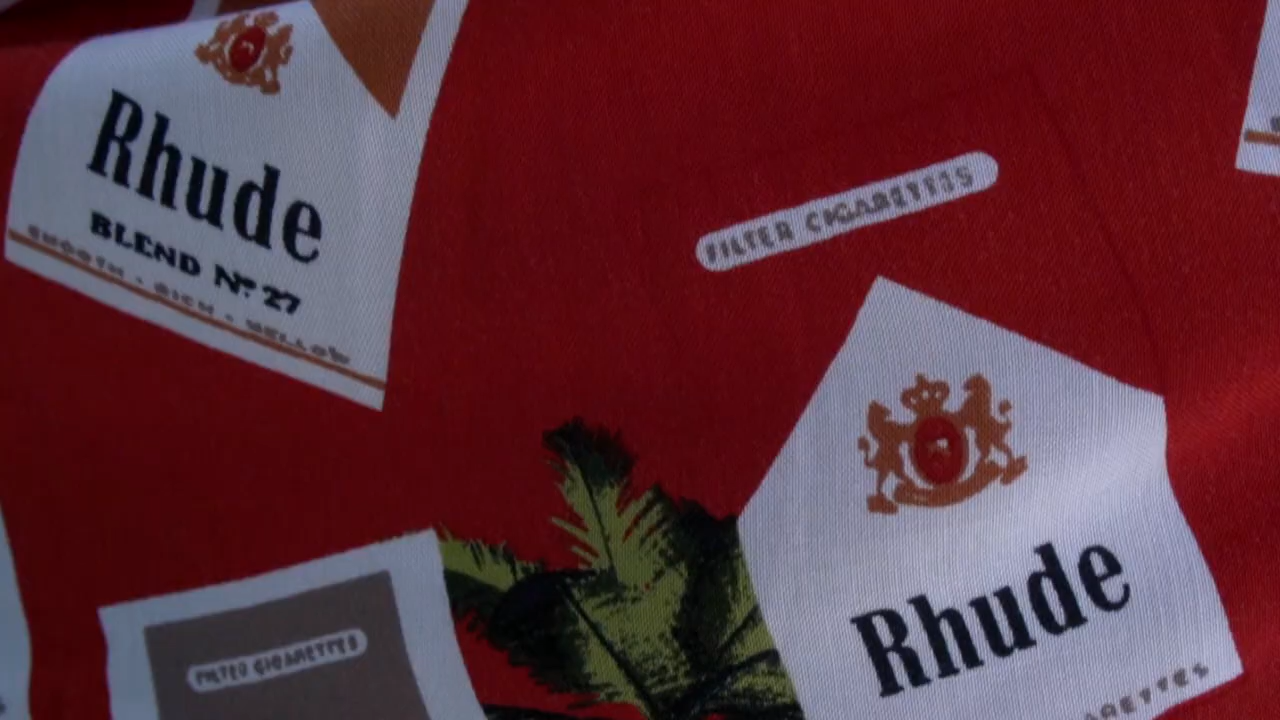 Rhude
BLEND Nº 27
SMOOTH - RICH - MELLOW
FILTER CIGARETTES
Rhude
FILTER CIGARETTES